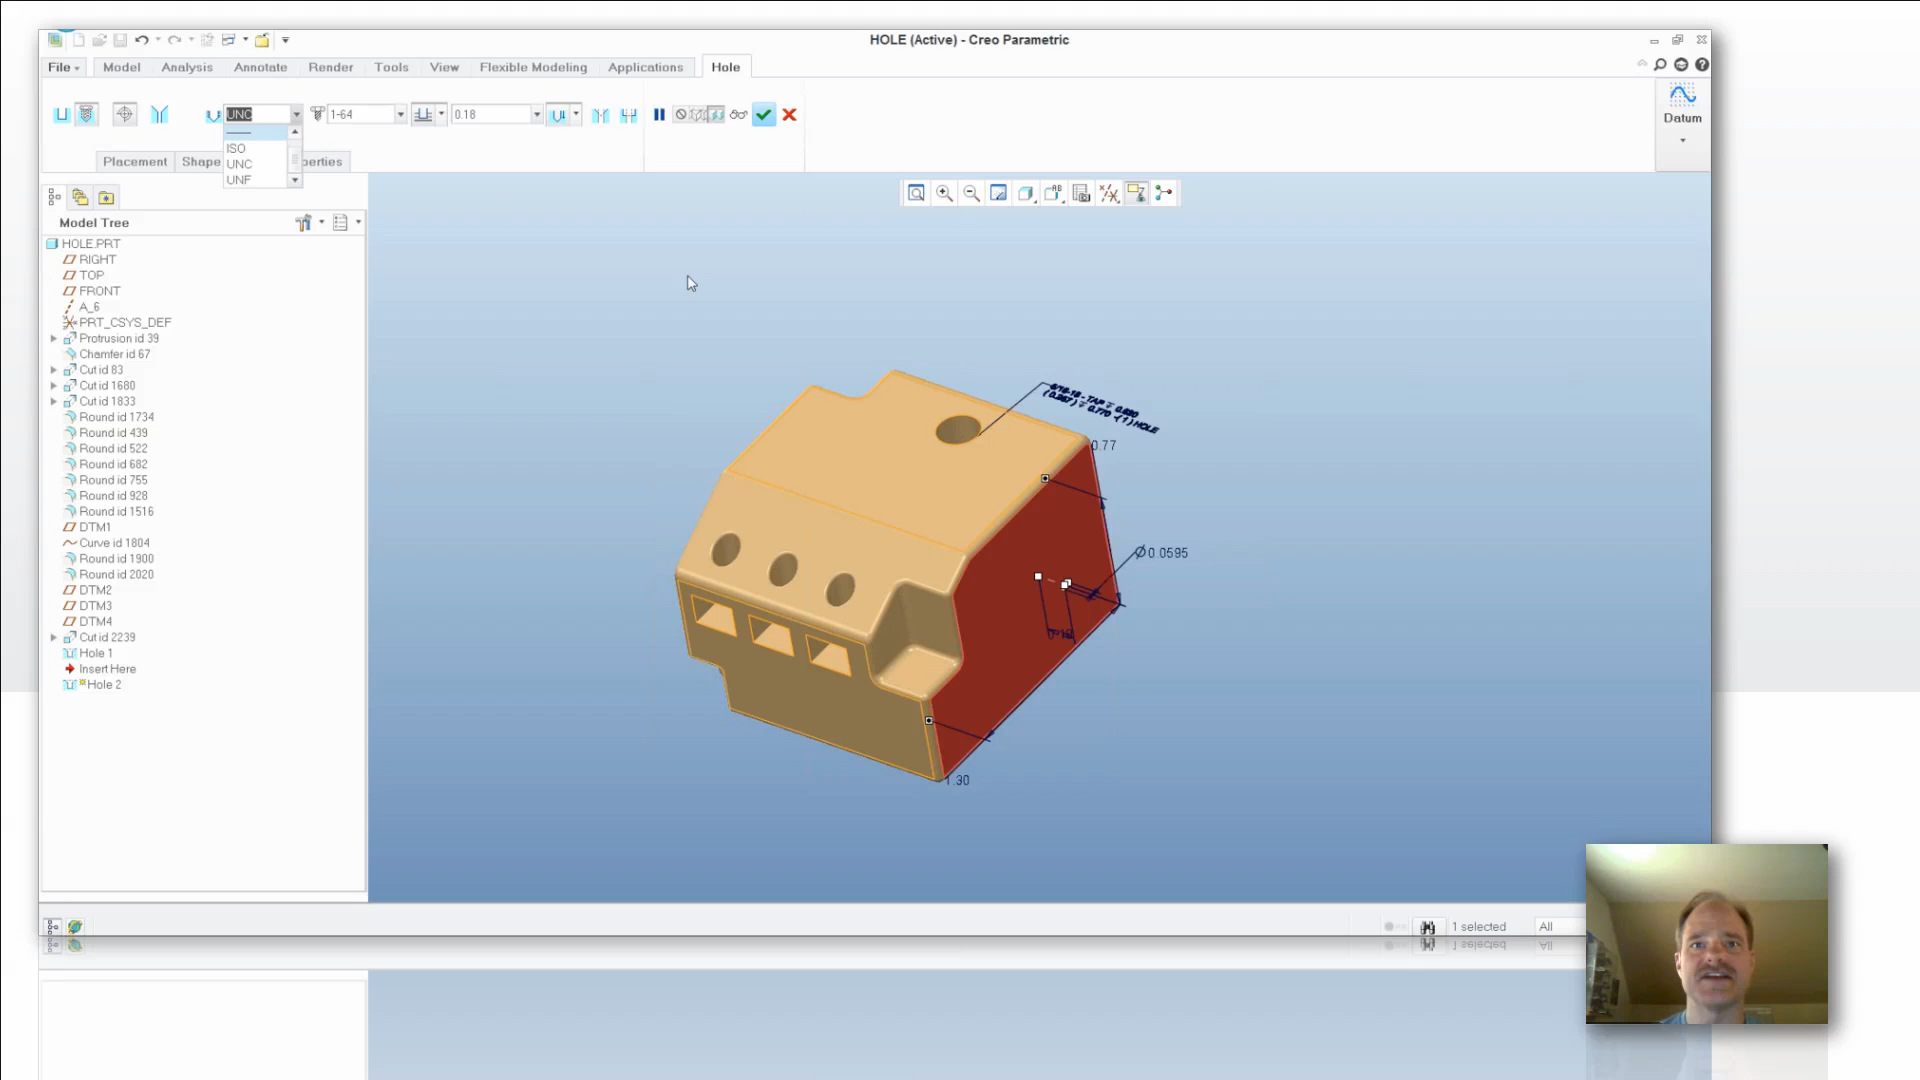 HOLE (Active) - Creo Parametric
File
Model
Analysis
Annotate
Render
Tools
View
Flexible Modeling
Applications
Hole
UNC
1-64
0.18
ISO
UNC
UNF
Placement
Shape
perties
Datum
Model Tree
HOLE.PRT
RIGHT
TOP
FRONT
A_6
PRT_CSYS_DEF
Protrusion id 39
Chamfer id 67
Cut id 83
Cut id 1680
Cut id 1833
Round id 1734
Round id 439
Round id 522
Round id 682
Round id 755
Round id 928
Round id 1516
DTM1
Curve id 1804
Round id 1900
Round id 2020
DTM2
DTM3
DTM4
Cut id 2239
Hole 1
Insert Here
Hole 2
0.77
Ø0.0595
1.30
1 selected
All